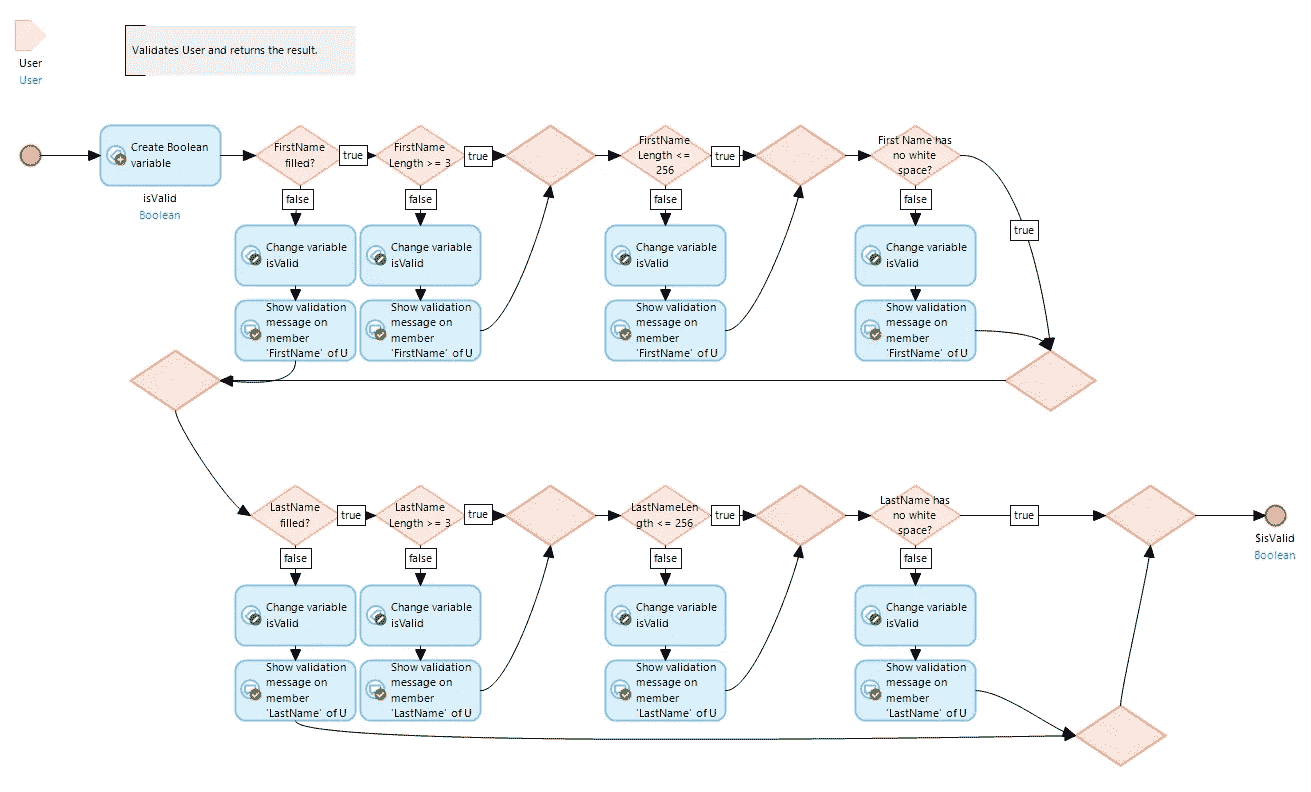 User
User
Validates User and returns the result.
Create Boolean
variable
isValid
Boolean
FirstName
filled?
true
FirstName
Length >= 3
true
FirstName
Length <=
256
true
First Name has
no white
space?
true
false
false
false
false
Change variable
isValid
Change variable
isValid
Change variable
isValid
Change variable
isValid
Show validation
message on
member
'FirstName' of U
Show validation
message on
member
'FirstName' of U
Show validation
message on
member
'FirstName' of U
Show validation
message on
member
'FirstName' of U
LastName
filled?
true
LastName
Length >= 3
true
LastNameLen
gth <= 256
true
LastName has
no white
space?
true
$isValid
Boolean
false
false
false
false
Change variable
isValid
Change variable
isValid
Change variable
isValid
Change variable
isValid
Show validation
message on
member
'LastName' of U
Show validation
message on
member
'LastName' of U
Show validation
message on
member
'LastName' of U
Show validation
message on
member
'LastName' of U